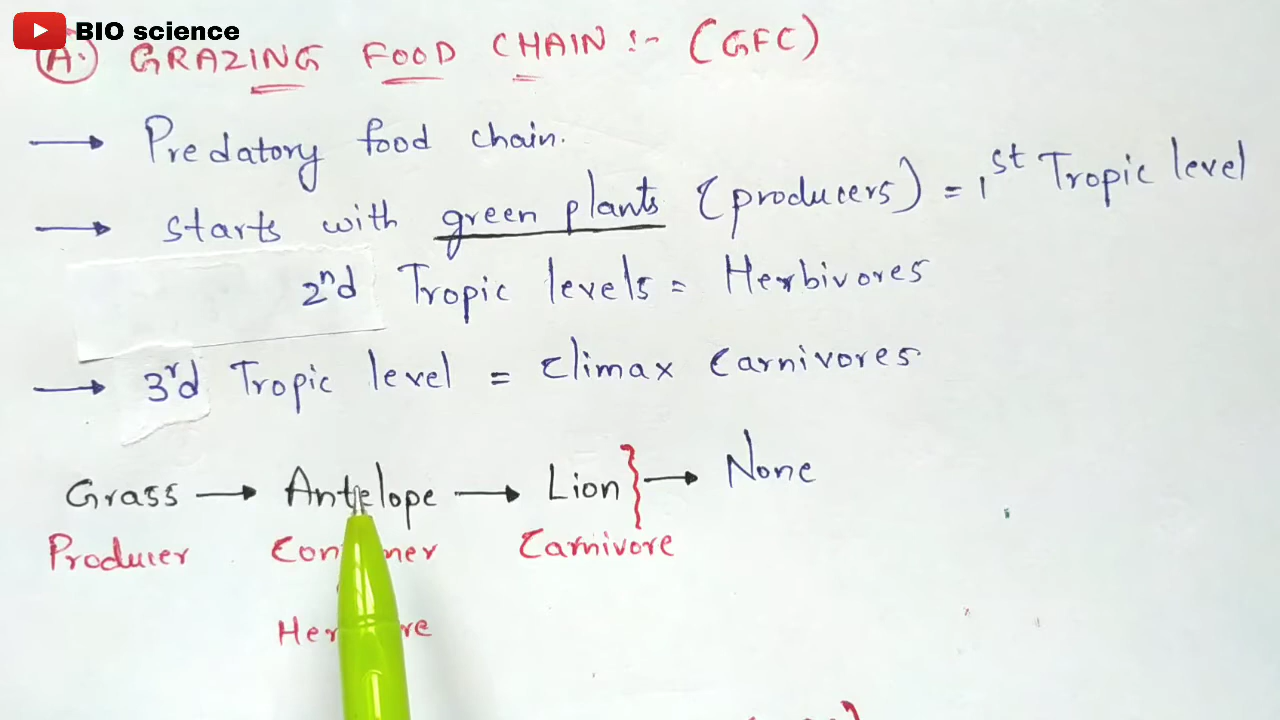 BIO science
A. GRAZING FOOD CHAIN :- (GFC)
→ Predatory food chain.
→ starts with green plants (producers) = 1st Tropic level
2nd Tropic levels = Herbivores
→ 3rd Tropic level = climax carnivores
Grass → Antelope → Lion } → None
Producer Carnivore